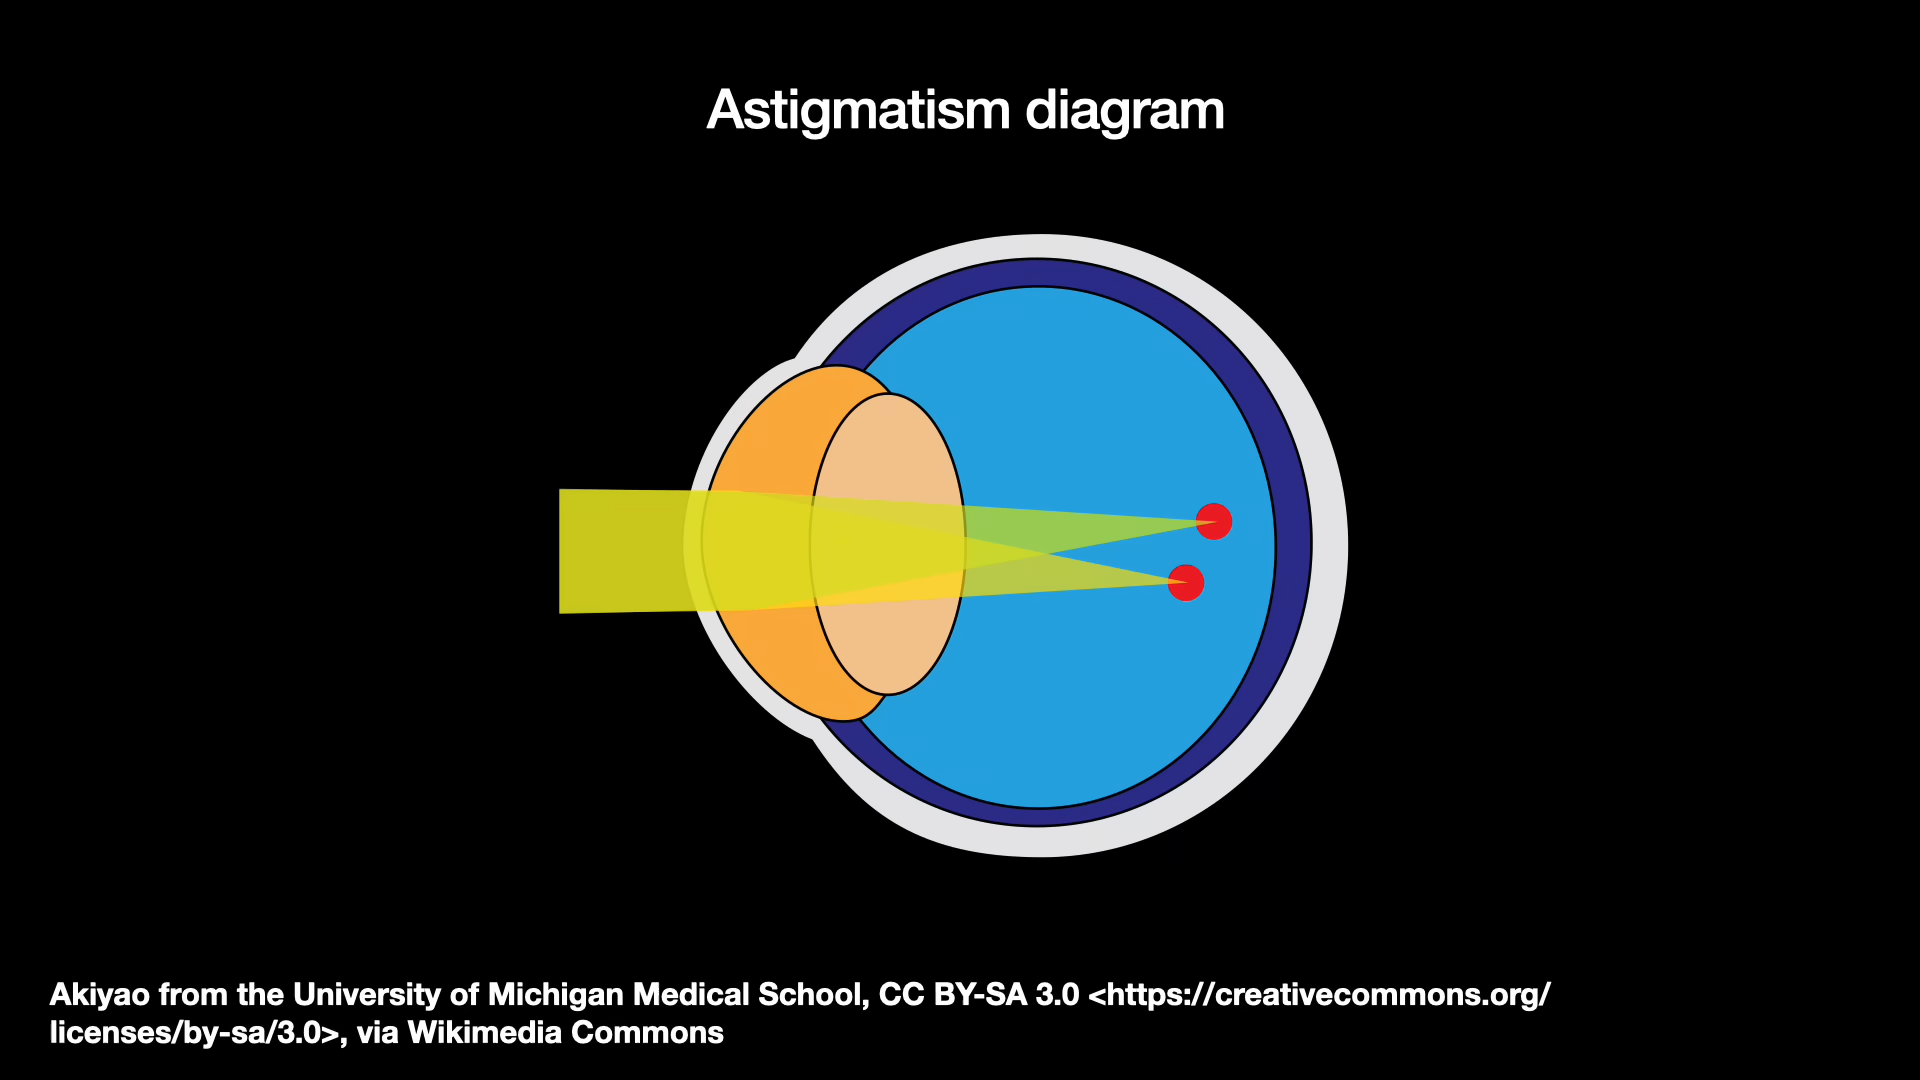 Astigmatism diagram
Akiyao from the University of Michigan Medical School, CC BY-SA 3.0 <https://creativecommons.org/
licenses/by-sa/3.0>, via Wikimedia Commons